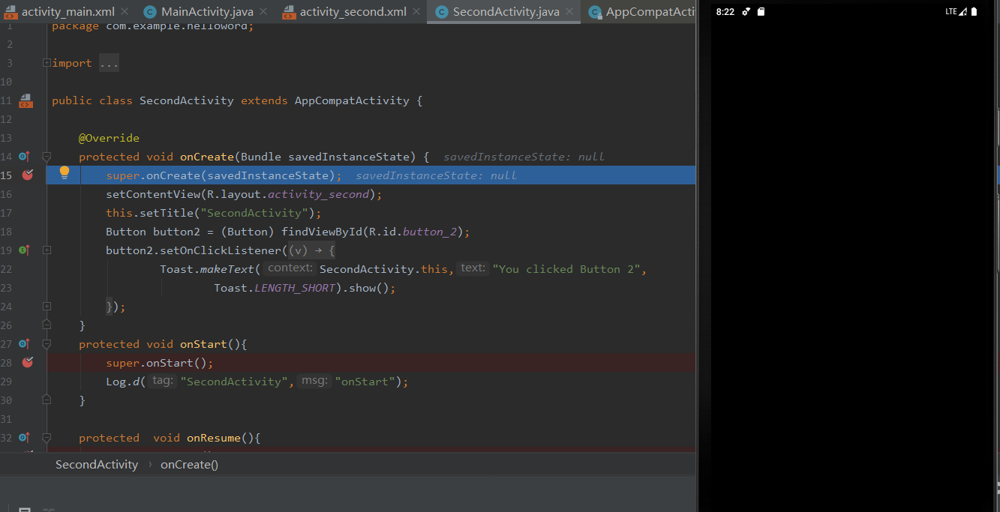 activity_main.xml MainActivity.java activity_second.xml SecondActivity.java AppCompatActi
8:22 LTE
1 package com.example.helloword;
2
3 import ...
10
11 public class SecondActivity extends AppCompatActivity {
12
13 @Override
14 protected void onCreate(Bundle savedInstanceState) { savedInstanceState: null
15 super.onCreate(savedInstanceState); savedInstanceState: null
16 setContentView(R.layout.activity_second);
17 this.setTitle("SecondActivity");
18 Button button2 = (Button) findViewById(R.id.button_2);
19 button2.setOnClickListener((v) → {
22 Toast.makeText( context: SecondActivity.this, text: "You clicked Button 2",
23 Toast.LENGTH_SHORT).show();
24 });
26 }
27 protected void onStart(){
28 super.onStart();
29 Log.d( tag: "SecondActivity", msg: "onStart");
30 }
31
32 protected void onResume(){
SecondActivity › onCreate()